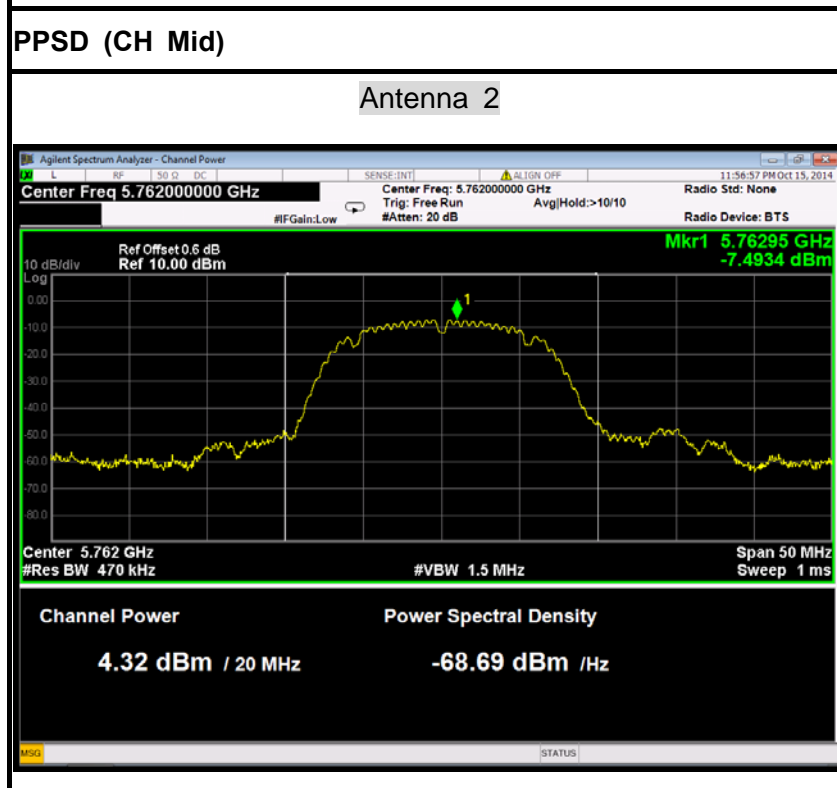 PPSD (CH Mid)
Antenna 2
Agilent Spectrum Analyzer - Channel Power
L RF 50 Ω DC SENSE:INT ALIGN OFF 11:56:57 PM Oct 15, 2014
Center Freq 5.762000000 GHz
Center Freq: 5.762000000 GHz
Radio Std: None
Trig: Free Run Avg|Hold:>10/10
#IFGain:Low #Atten: 20 dB Radio Device: BTS
Mkr1 5.76295 GHz
-7.4934 dBm
Ref Offset 0.6 dB
10 dB/div Ref 10.00 dBm
Log
0.00
-10.0
-20.0
-30.0
-40.0
-50.0
-60.0
-70.0
-80.0
1
Center 5.762 GHz Span 50 MHz
#Res BW 470 kHz #VBW 1.5 MHz Sweep 1 ms
Channel Power Power Spectral Density
4.32 dBm / 20 MHz -68.69 dBm /Hz
MSG STATUS